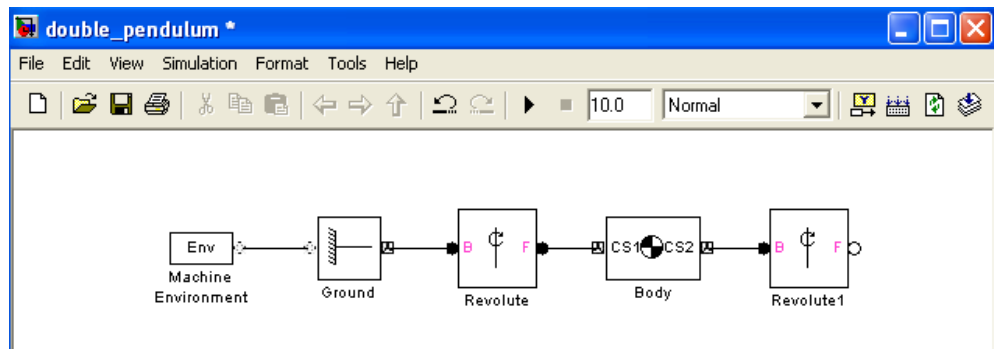 double_pendulum *
File Edit View Simulation Format Tools Help
10.0 Normal
Env
B F
CS1 CS2
B F
Machine
Environment
Ground
Revolute
Body
Revolute1